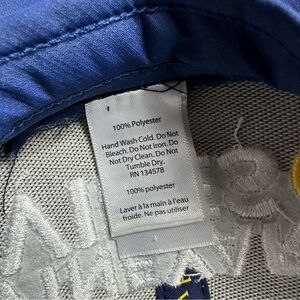 100% Polyester
Hand Wash Cold. Do Not
Bleach. Do not Iron. Do
Not Dry Clean. Do Not
Tumble Dry.
RN 134578
100% polyester
Laver à la main à l'eau
froide. Ne pas utiliser